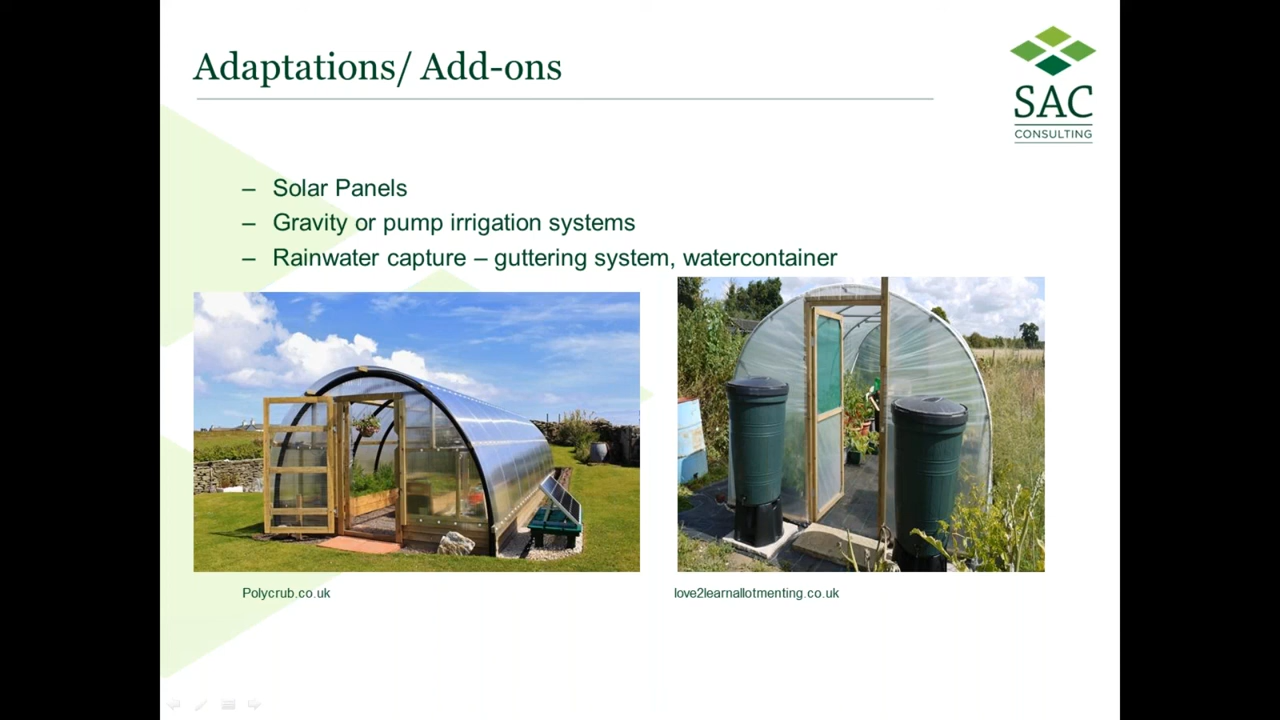 Adaptations/ Add-ons
SAC
CONSULTING
– Solar Panels
– Gravity or pump irrigation systems
– Rainwater capture – guttering system, watercontainer
Polycrub.co.uk
love2learnallotmenting.co.uk